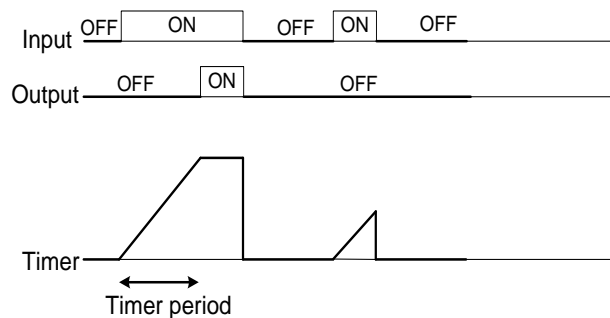 OFF ON OFF ON OFF
Input
OFF ON OFF
Output
Timer
Timer period